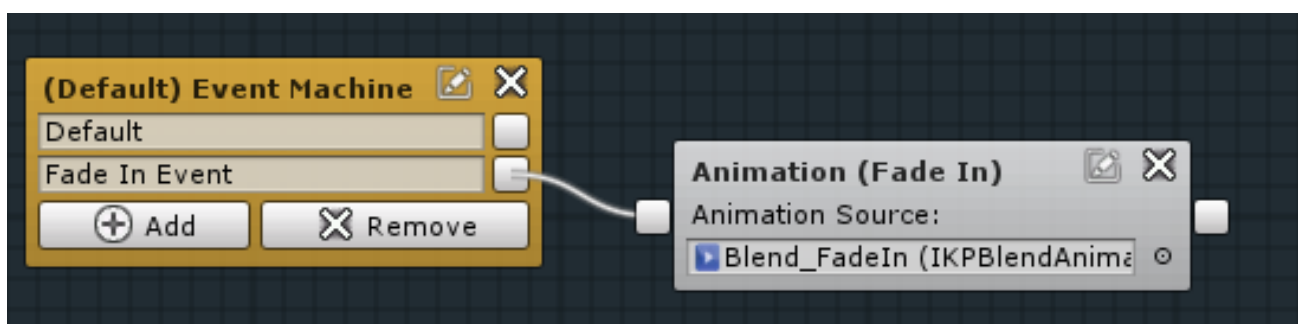 (Default) Event Machine
Default
Fade In Event
Add
Remove
Animation (Fade In)
Animation Source:
Blend_FadeIn (IKPBlendAnima